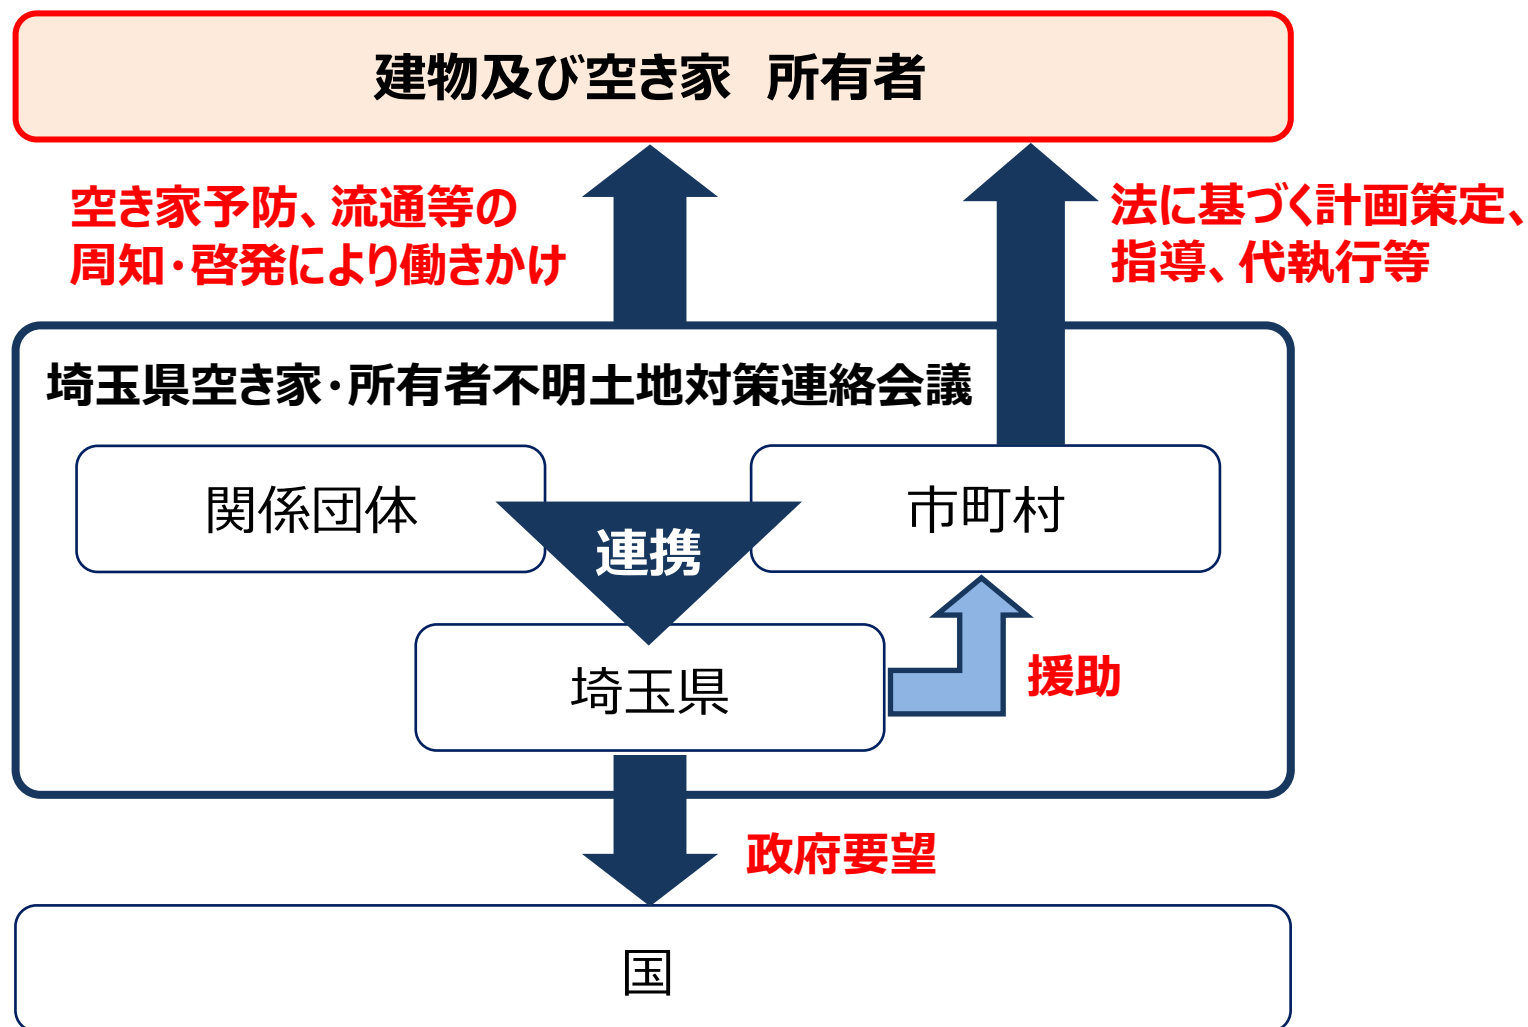 建物及び空き家　所有者
空き家予防、流通等の
周知・啓発により働きかけ
法に基づく計画策定、
指導、代執行等
埼玉県空き家・所有者不明土地対策連絡会議
関係団体
市町村
連携
埼玉県
援助
政府要望
国